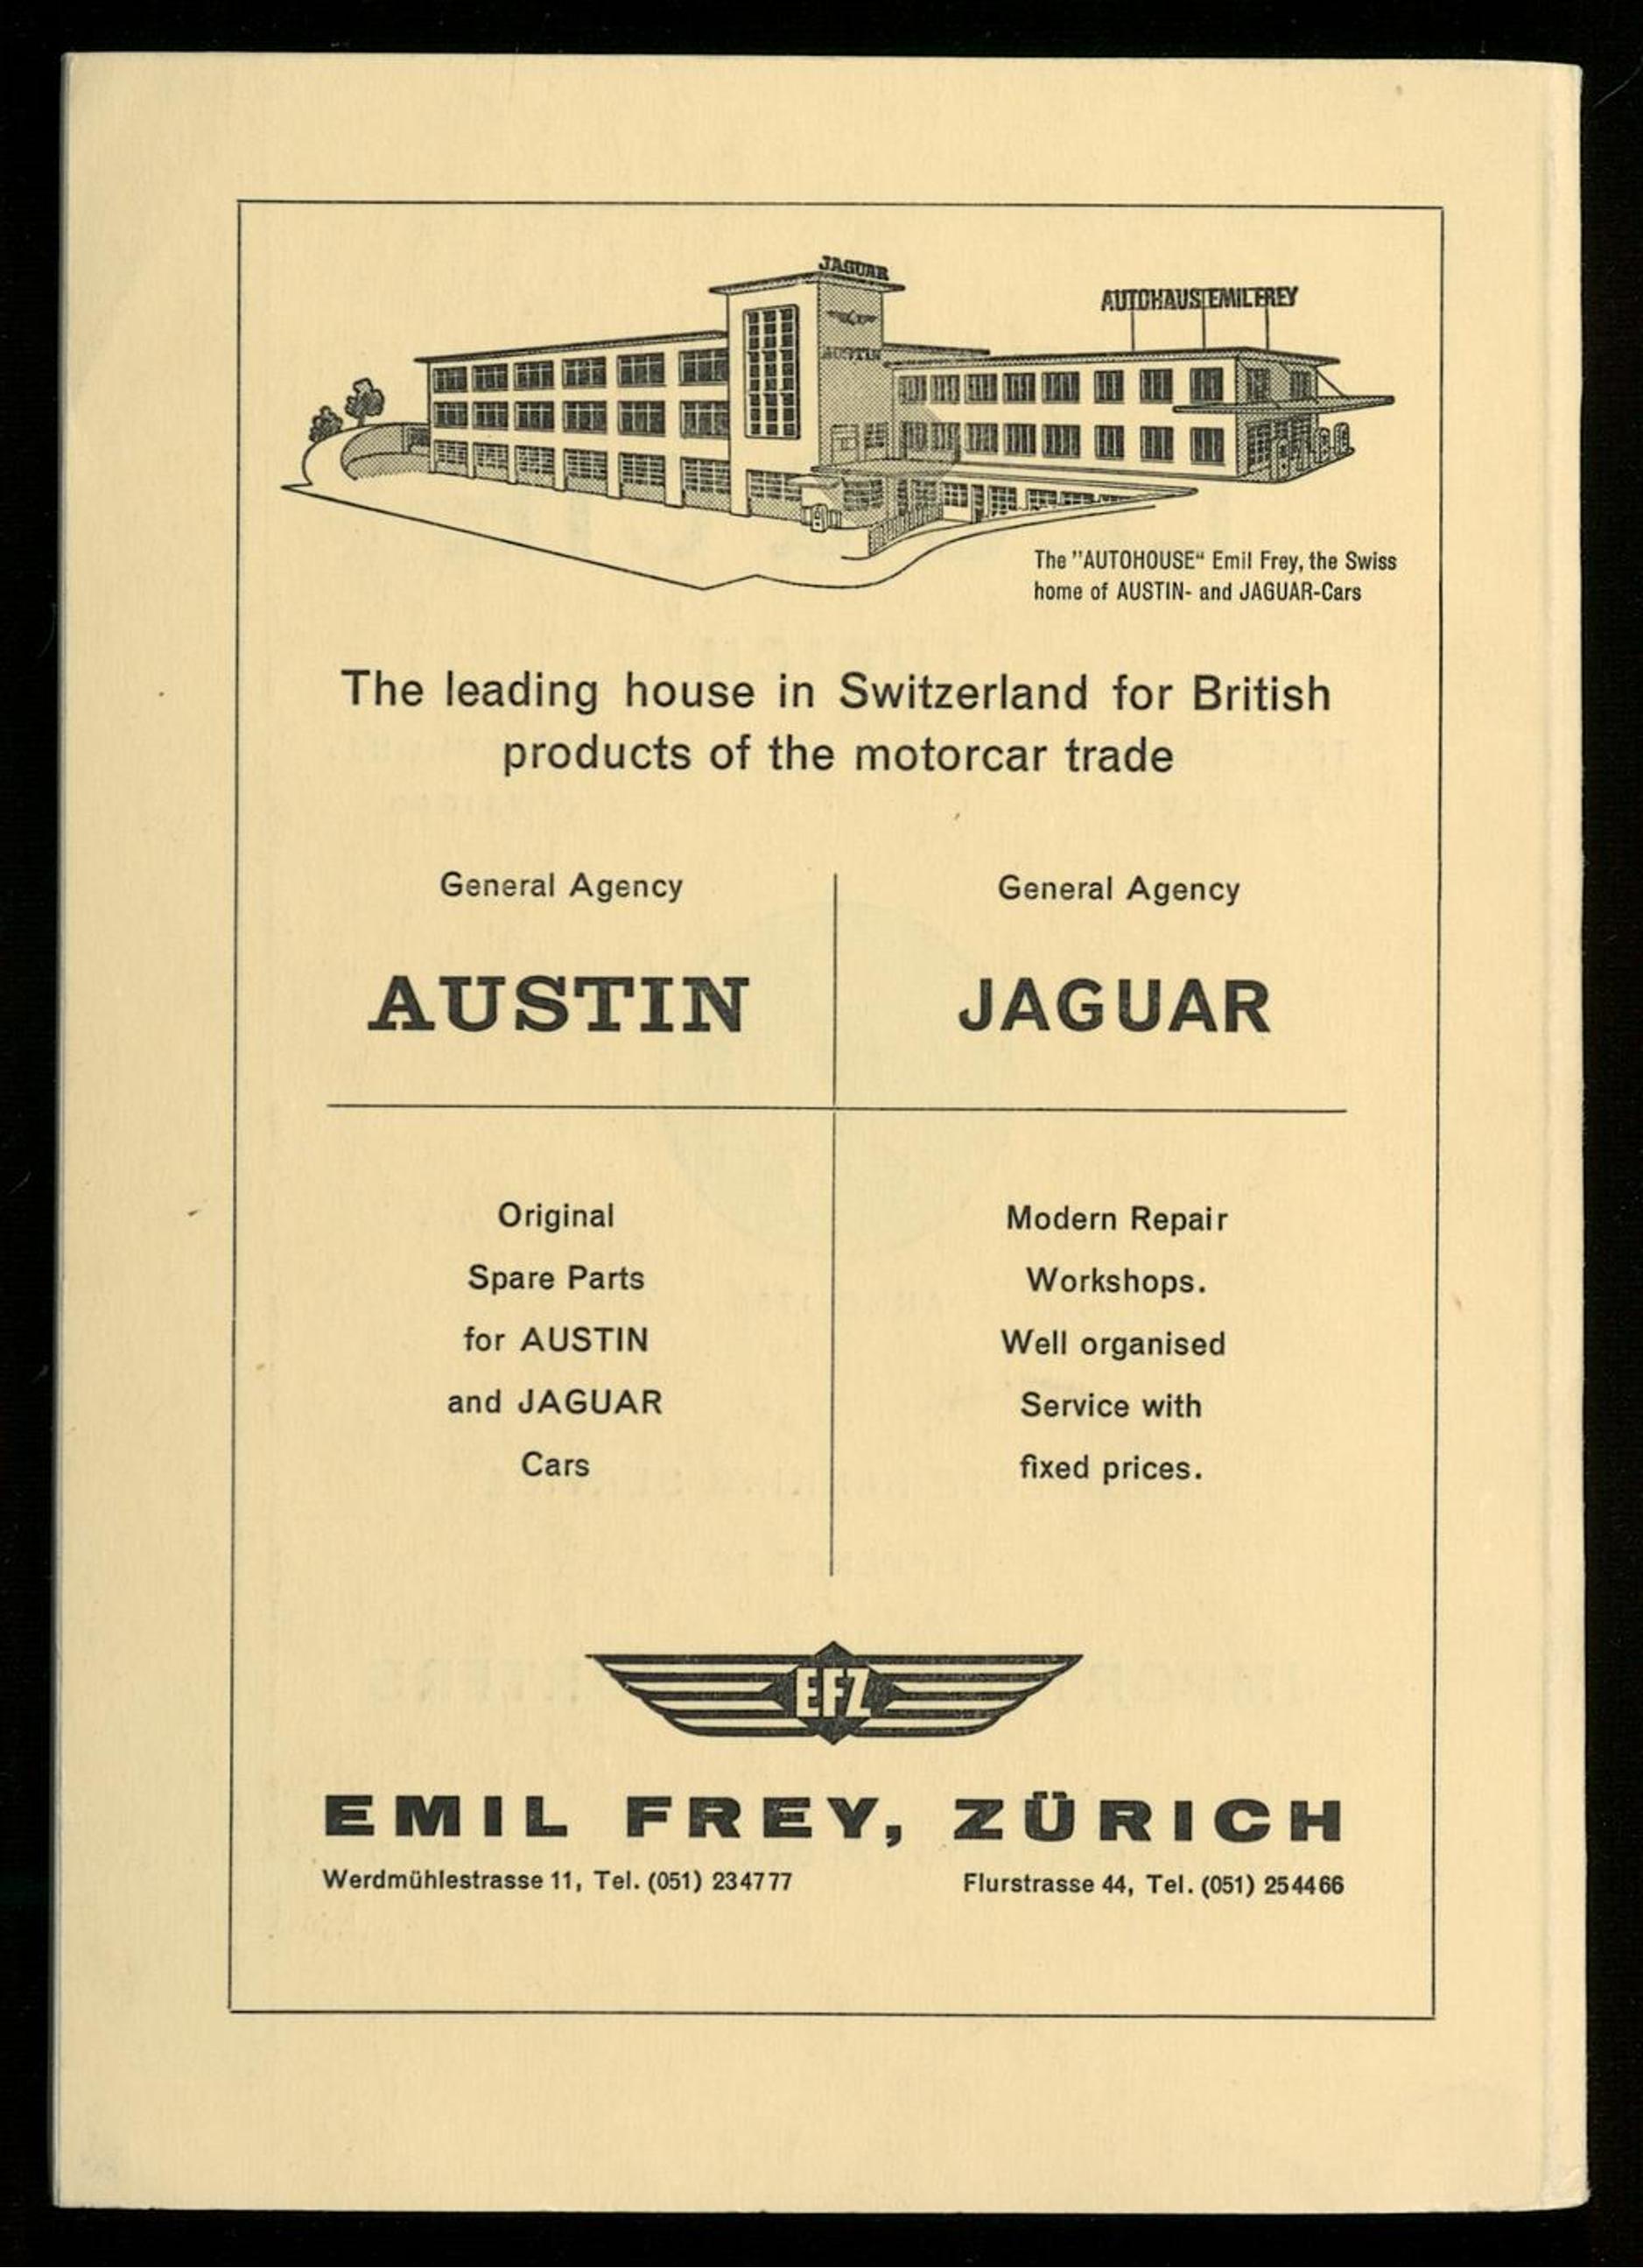 JAGUAR
AUTOHAUS EMIL FREY
AUSTIN
The "AUTOHOUSE“ Emil Frey, the Swiss
home of AUSTIN- and JAGUAR-Cars
The leading house in Switzerland for British
products of the motorcar trade
General Agency
AUSTIN
General Agency
JAGUAR
Original
Spare Parts
for AUSTIN
and JAGUAR
Cars
Modern Repair
Workshops.
Well organised
Service with
fixed prices.
EFZ
EMIL FREY, ZÜRICH
Werdmühlestrasse 11, Tel. (051) 234777
Flurstrasse 44, Tel. (051) 254466